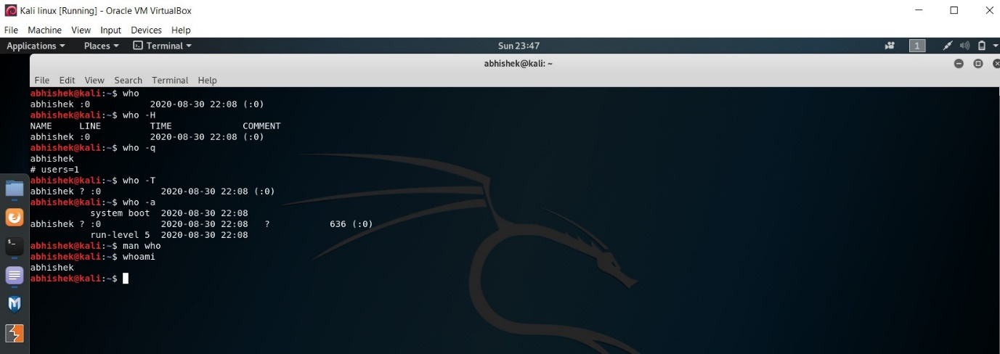 Kali linux [Running] - Oracle VM VirtualBox
File Machine View Input Devices Help
Applications Places Terminal Sun 23:47 1
abhishek@kali: ~
File Edit View Search Terminal Help
abhishek@kali:~$ who
abhishek :0           2020-08-30 22:08 (:0)
abhishek@kali:~$ who -H
NAME     LINE         TIME             COMMENT
abhishek :0           2020-08-30 22:08 (:0)
abhishek@kali:~$ who -q
abhishek
# users=1
abhishek@kali:~$ who -T
abhishek ? :0           2020-08-30 22:08 (:0)
abhishek@kali:~$ who -a
           system boot  2020-08-30 22:08
abhishek ? :0           2020-08-30 22:08   ?           636 (:0)
           run-level 5  2020-08-30 22:08
abhishek@kali:~$ man who
abhishek@kali:~$ whoami
abhishek
abhishek@kali:~$